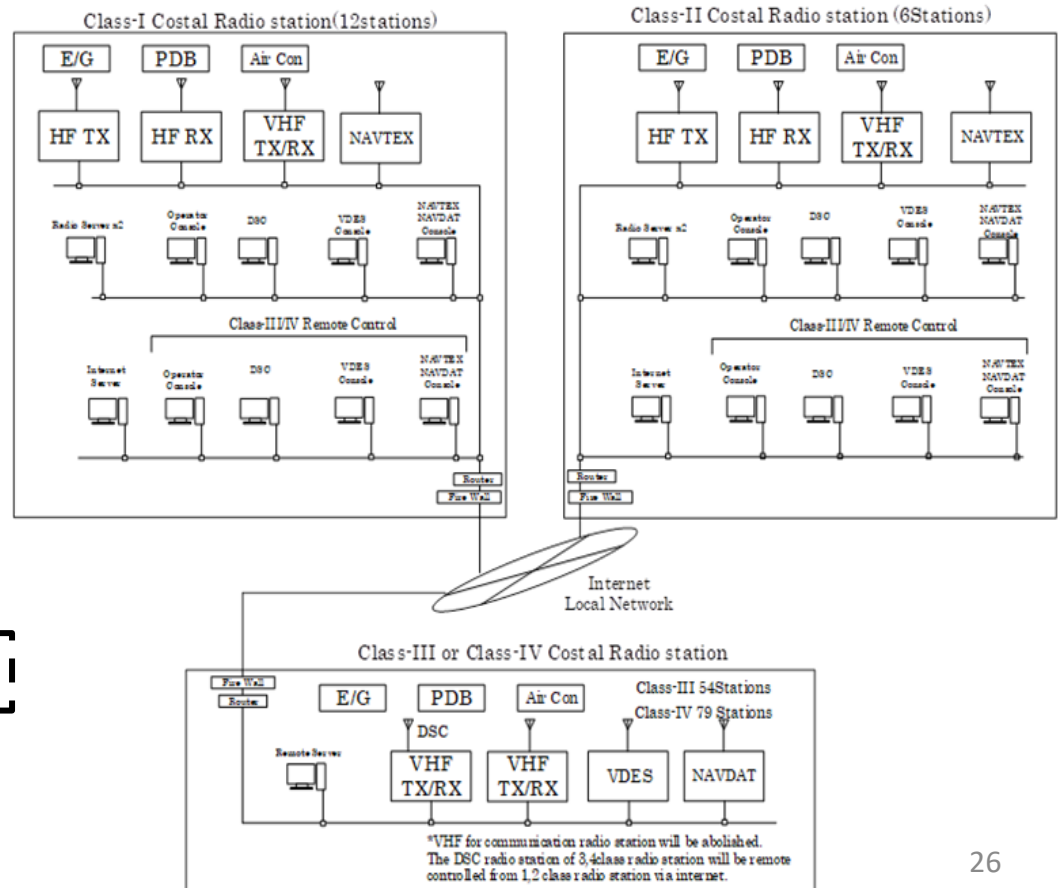 Class-I Costal Radio station(12stations)
E/G
PDB
Air Con
HF TX
HF RX
VHF
TX/RX
NAVTEX
Radio Server x2
Operator
Console
DSC
VDES
Console
NAVTEX
NAVDAT
Console
Class-III/IV Remote Control
Internet
Server
Operator
Console
DSC
VDES
Console
NAVTEX
NAVDAT
Console
Router
Fire Wall
Class-II Costal Radio station (6Stations)
E/G
PDB
Air Con
HF TX
HF RX
VHF
TX/RX
NAVTEX
Radio Server x2
Operator
Console
DSC
VDES
Console
NAVTEX
NAVDAT
Console
Class-III/IV Remote Control
Internet
Server
Operator
Console
DSC
VDES
Console
NAVTEX
NAVDAT
Console
Router
Fire Wall
Internet
Local Network
Class-III or Class-IV Costal Radio station
Fire Wall
Router
E/G
PDB
Air Con
Class-III 54Stations
Class-IV 79 Stations
DSC
Remote Server
VHF
TX/RX
VHF
TX/RX
VDES
NAVDAT
*VHF for communication radio station will be abolished.
The DSC radio station of 3,4class radio station will be remote
controlled from 1,2 class radio station via internet.
26